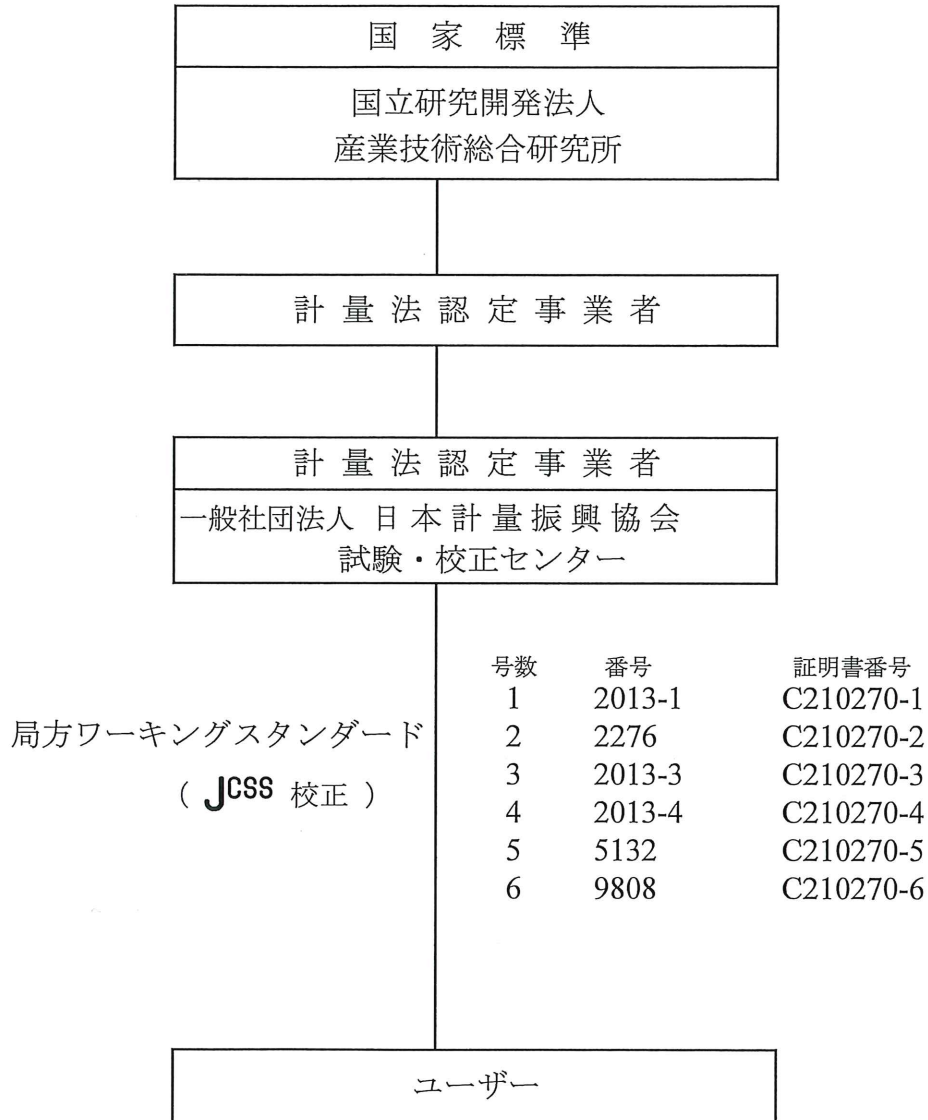 国家標準
国立研究開発法人
産業技術総合研究所
計量法認定事業者
計量法認定事業者
一般社団法人 日本計量振興協会
試験・校正センター
局方ワーキングスタンダード
( JCSS 校正 )
号数 番号 証明書番号
1 2013-1 C210270-1
2 2276 C210270-2
3 2013-3 C210270-3
4 2013-4 C210270-4
5 5132 C210270-5
6 9808 C210270-6
ユーザー